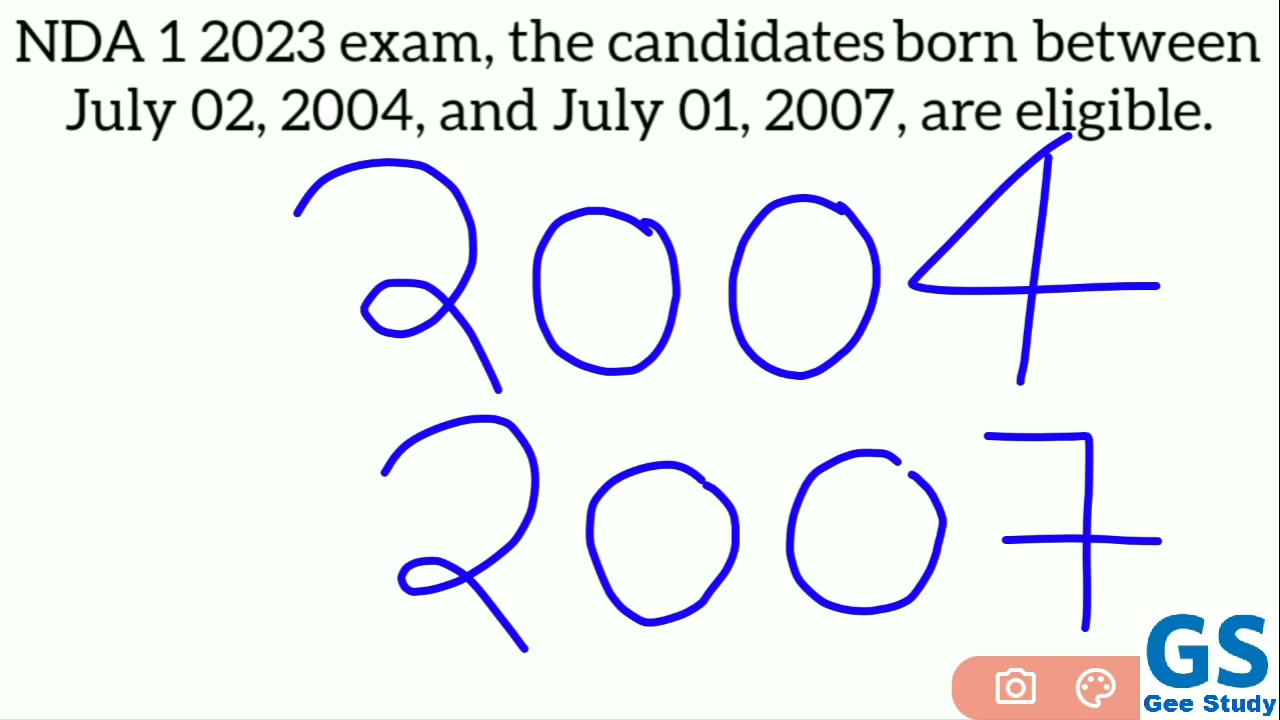 NDA 1 2023 exam, the candidates born between
July 02, 2004, and July 01, 2007, are eligible.
2004
2007
GS
Gee Study